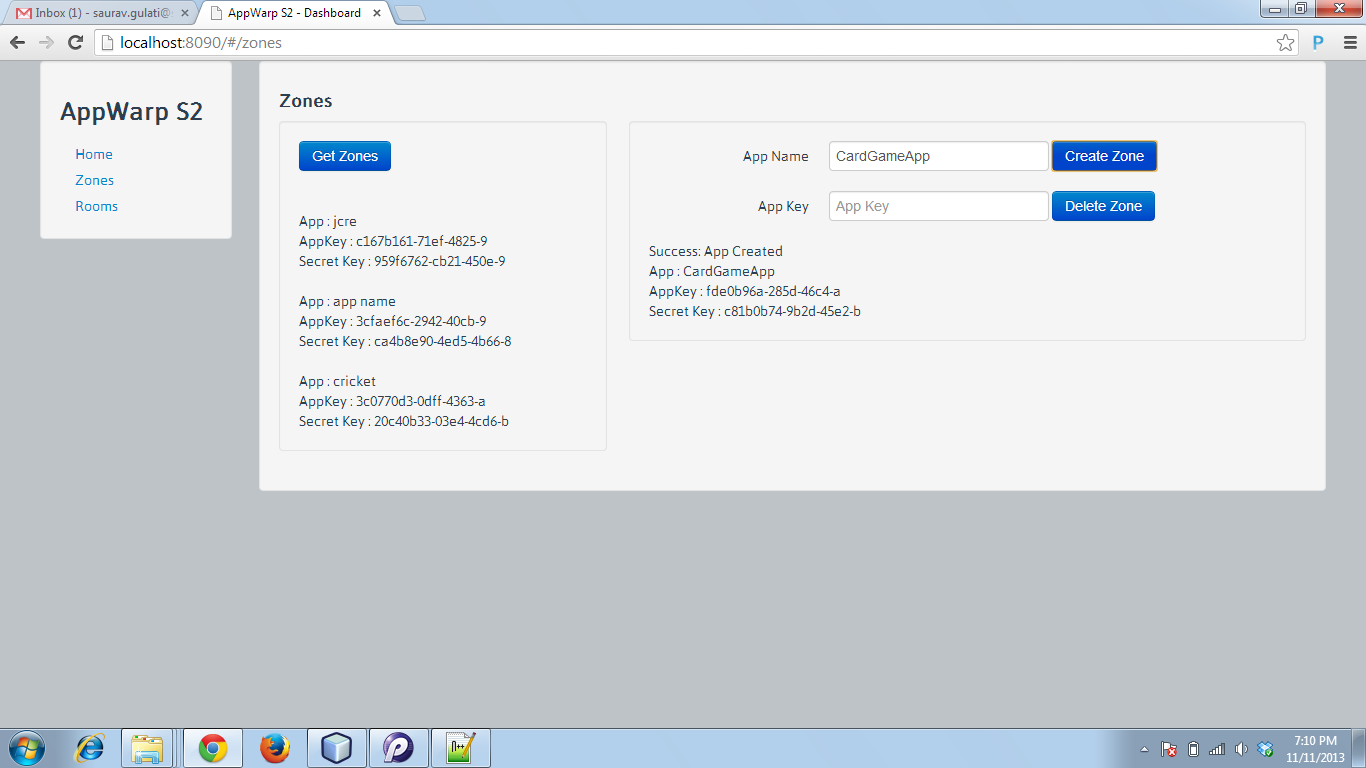 Inbox (1) - saurav.gulati@
AppWarp S2 - Dashboard
localhost:8090/#/zones
AppWarp S2
Home
Zones
Rooms
Zones
Get Zones
App : jcre
AppKey : c167b161-71ef-4825-9
Secret Key : 959f6762-cb21-450e-9
App : app name
AppKey : 3cfaef6c-2942-40cb-9
Secret Key : ca4b8e90-4ed5-4b66-8
App : cricket
AppKey : 3c0770d3-0dff-4363-a
Secret Key : 20c40b33-03e4-4cd6-b
App Name CardGameApp Create Zone
App Key App Key Delete Zone
Success: App Created
App : CardGameApp
AppKey : fde0b96a-285d-46c4-a
Secret Key : c81b0b74-9b2d-45e2-b
7:10 PM
11/11/2013